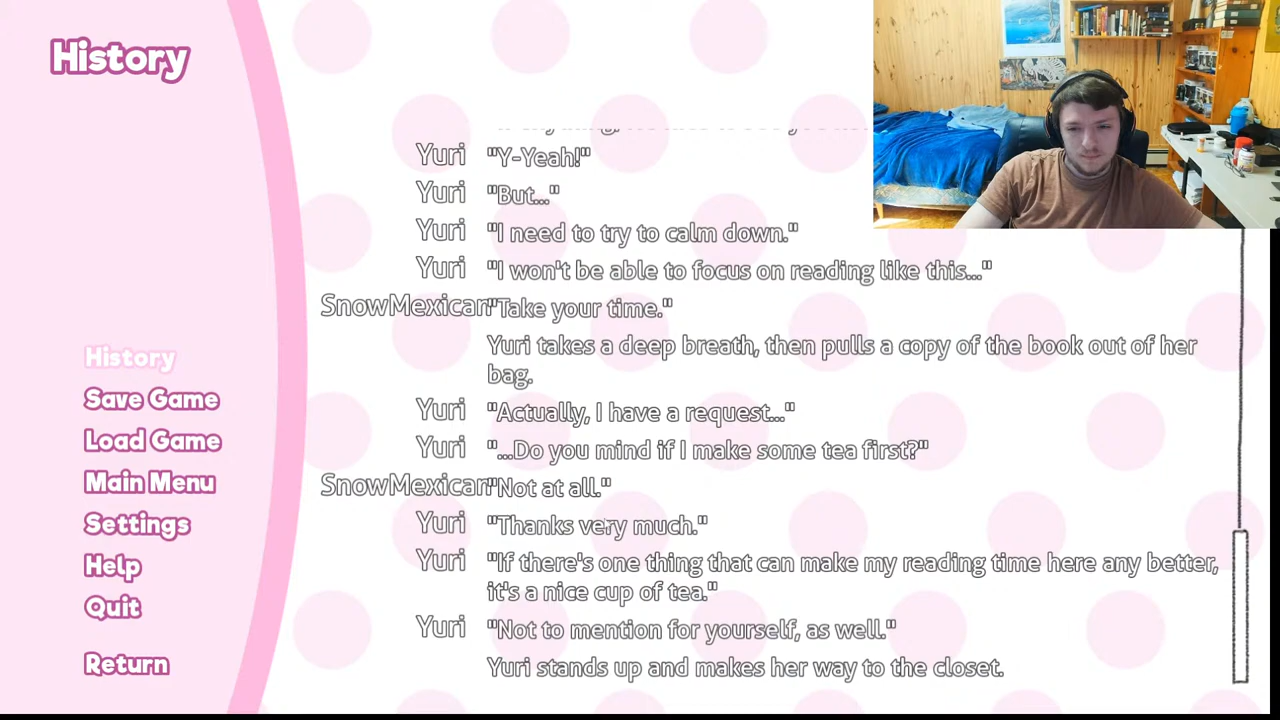 History
Yuri "Y-Yeah!"
Yuri "But..."
Yuri "I need to try to calm down."
Yuri "I won't be able to focus on reading like this..."
SnowMexican "Take your time."
Yuri takes a deep breath, then pulls a copy of the book out of her
bag.
Yuri "Actually, I have a request..."
Yuri "...Do you mind if I make some tea first?"
SnowMexican "Not at all."
Yuri "Thanks very much."
Yuri "If there's one thing that can make my reading time here any better,
it's a nice cup of tea."
Yuri "Not to mention for yourself, as well."
Yuri stands up and makes her way to the closet.
History
Save Game
Load Game
Main Menu
Settings
Help
Quit
Return